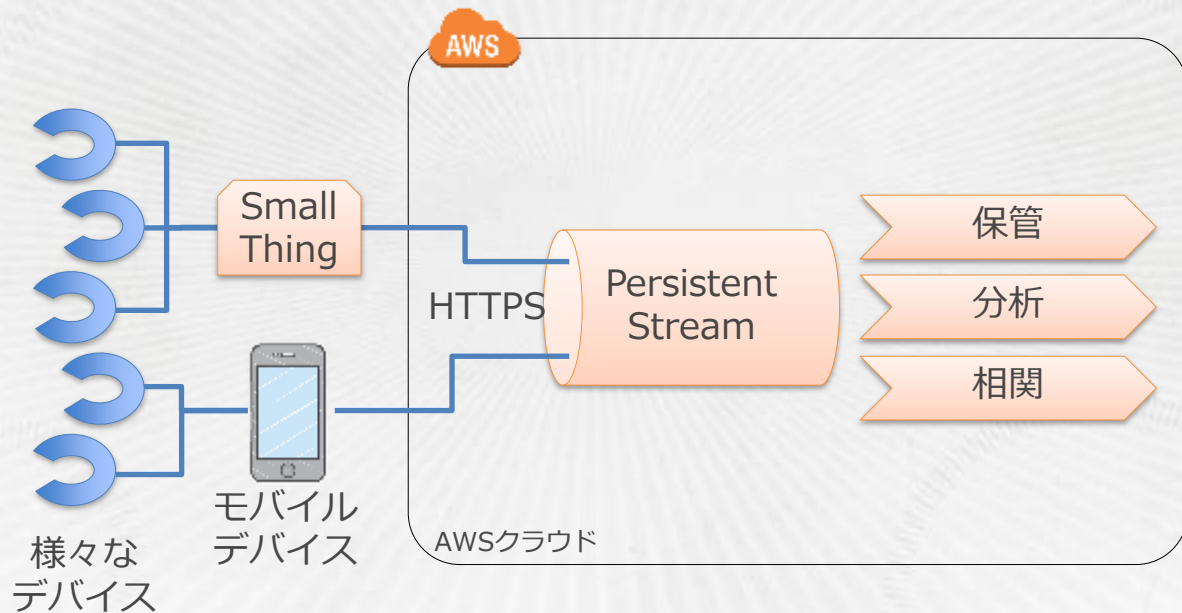 AWS
Small
Thing
HTTPS
Persistent
Stream
保管
分析
相関
モバイル
デバイス
様々な
デバイス
AWSクラウド